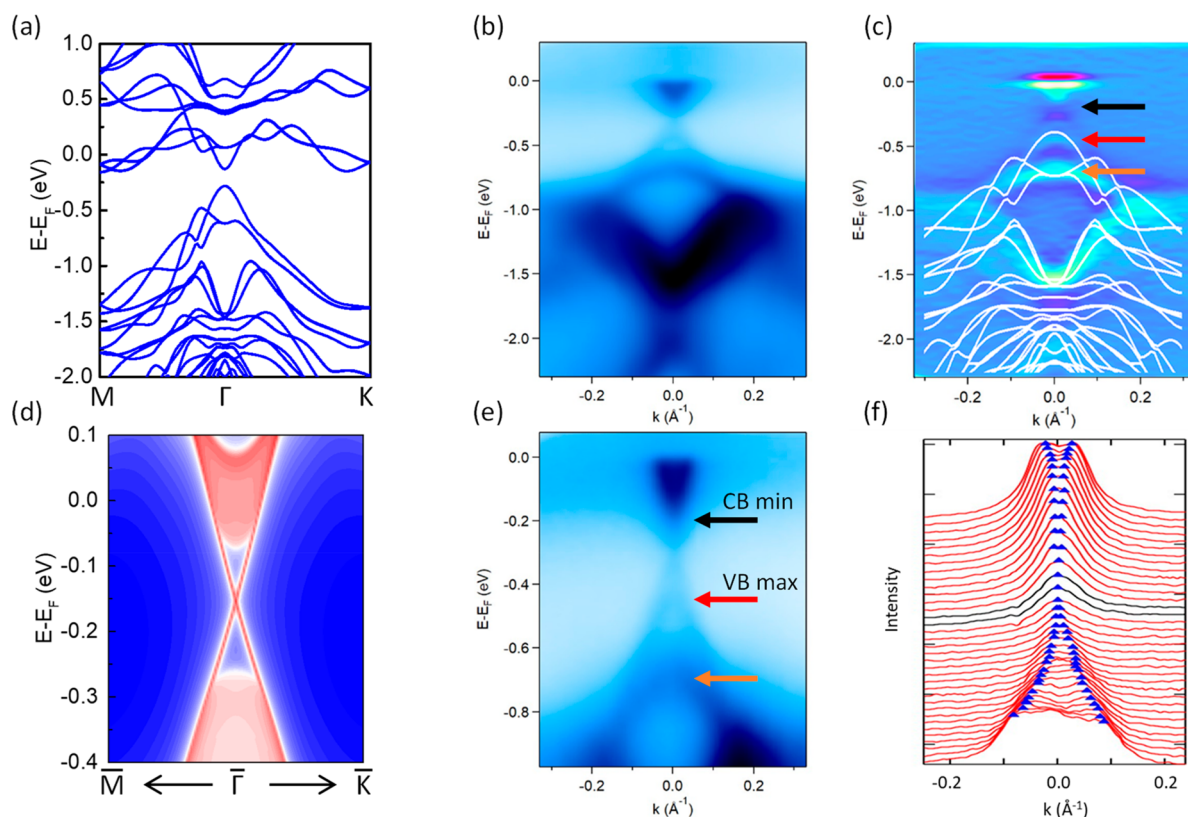 (a)
E-E_F (eV)
1.0
0.5
0.0
-0.5
-1.0
-1.5
-2.0
M
Γ
K
(b)
E-E_F (eV)
0.0
-0.5
-1.0
-1.5
-2.0
-0.2
0.0
0.2
k (Å⁻¹)
(c)
E-E_F (eV)
0.0
-0.5
-1.0
-1.5
-2.0
-0.2
0.0
0.2
k (Å⁻¹)
(d)
E-E_F (eV)
0.1
0.0
-0.1
-0.2
-0.3
-0.4
M̅
Γ̅
K̅
(e)
E-E_F (eV)
0.0
-0.2
-0.4
-0.6
-0.8
CB min
VB max
-0.2
0.0
0.2
k (Å⁻¹)
(f)
Intensity
-0.2
0.0
0.2
k (Å⁻¹)